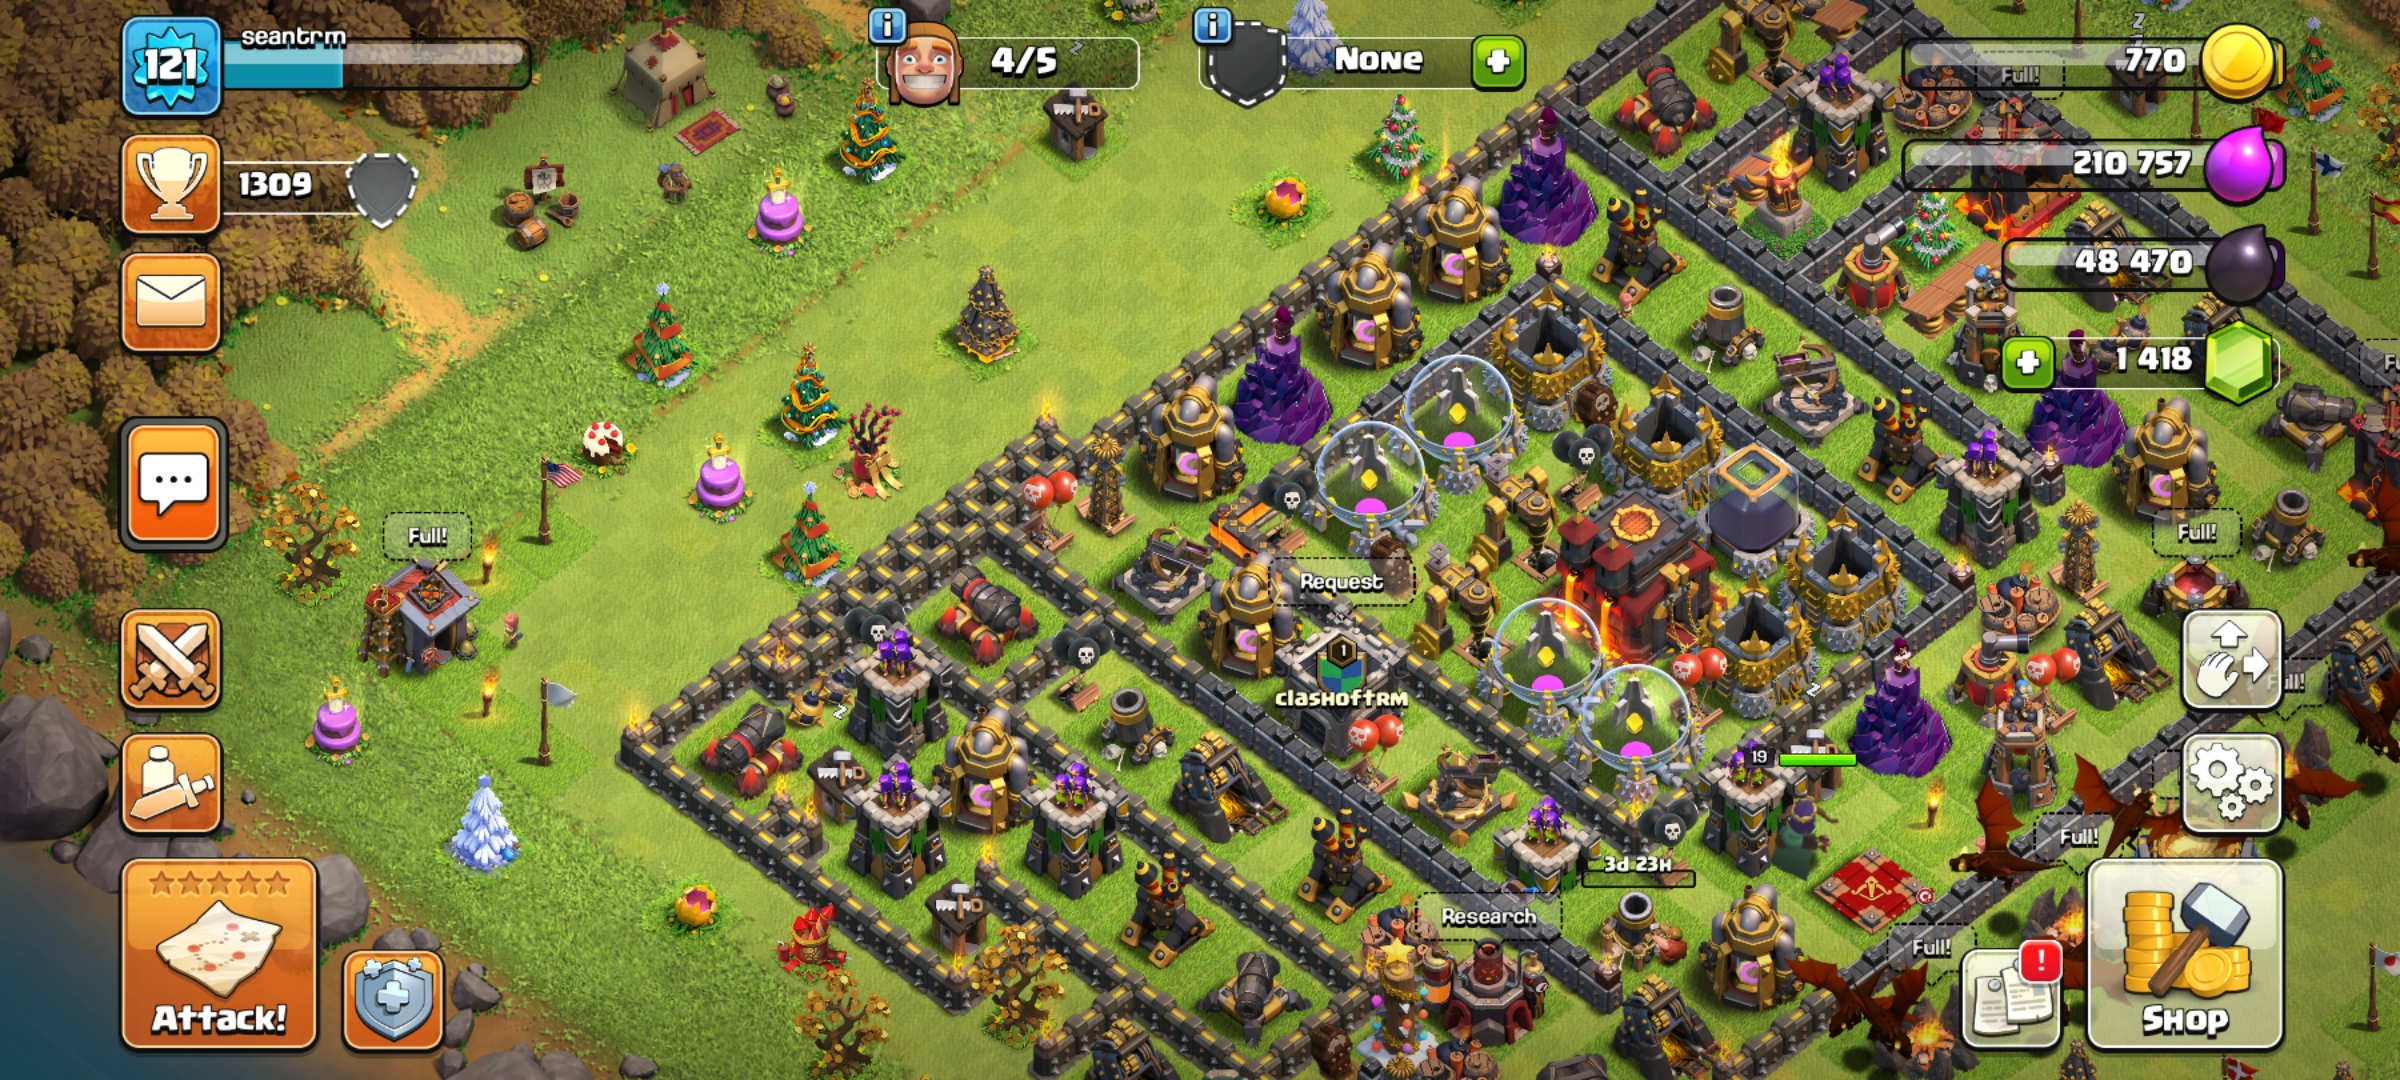 121
seantrm
4/5
None
770
Full!
210 757
1309
48 470
1 418
Full!
Full!
Request
1
clashofTRM
19
3d 23H
Full!
Research
Full!
Attack!
!
Shop